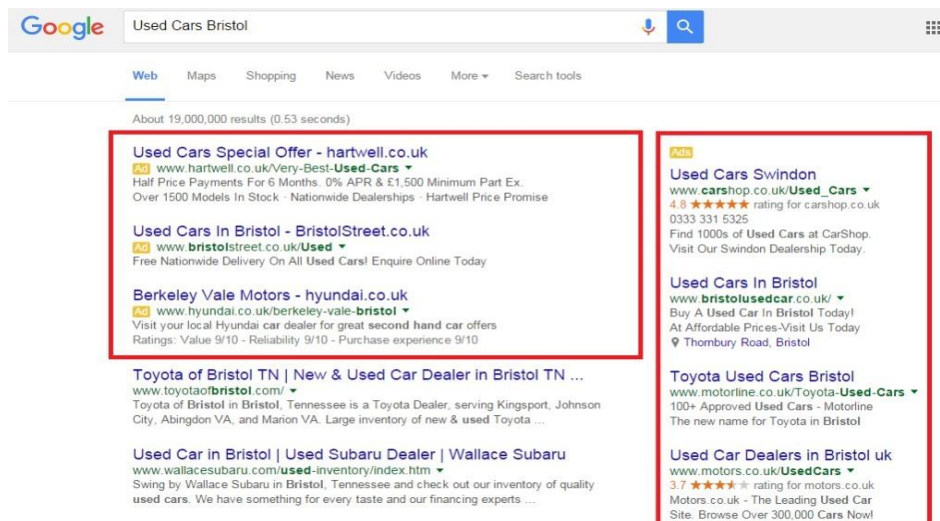 Google
Used Cars Bristol
Web Maps Shopping News Videos More Search tools
About 19,000,000 results (0.53 seconds)
Used Cars Special Offer - hartwell.co.uk
Ad www.hartwell.co.uk/Very-Best-Used-Cars
Half Price Payments For 6 Months. 0% APR & £1,500 Minimum Part Ex.
Over 1500 Models In Stock · Nationwide Dealerships · Hartwell Price Promise
Used Cars In Bristol - BristolStreet.co.uk
Ad www.bristolstreet.co.uk/Used
Free Nationwide Delivery On All Used Cars! Enquire Online Today
Berkeley Vale Motors - hyundai.co.uk
Ad www.hyundai.co.uk/berkeley-vale-bristol
Visit your local Hyundai car dealer for great second hand car offers
Ratings: Value 9/10 - Reliability 9/10 - Purchase experience 9/10
Toyota of Bristol TN | New & Used Car Dealer in Bristol TN ...
www.toyotaofbristol.com/
Toyota of Bristol in Bristol, Tennessee is a Toyota Dealer, serving Kingsport, Johnson
City, Abingdon VA, and Marion VA. Large inventory of new & used Toyota ...
Used Car in Bristol | Used Subaru Dealer | Wallace Subaru
www.wallacesubaru.com/used-inventory/index.htm
Swing by Wallace Subaru in Bristol, Tennessee and check out our inventory of quality
used cars. We have something for every taste and our financing experts ...
Ads
Used Cars Swindon
www.carshop.co.uk/Used_Cars
4.8 ★★★★★ rating for carshop.co.uk
0333 331 5325
Find 1000s of Used Cars at CarShop.
Visit Our Swindon Dealership Today.
Used Cars In Bristol
www.bristolusedcar.co.uk/
Buy A Used Car In Bristol Today!
At Affordable Prices-Visit Us Today
Thornbury Road, Bristol
Toyota Used Cars Bristol
www.motorline.co.uk/Toyota-Used-Cars
100+ Approved Used Cars - Motorline
The new name for Toyota in Bristol
Used Car Dealers in Bristol uk
www.motors.co.uk/UsedCars
3.7 ★★★★★ rating for motors.co.uk
Motors.co.uk - The Leading Used Car
Site. Browse Over 300,000 Cars Now!